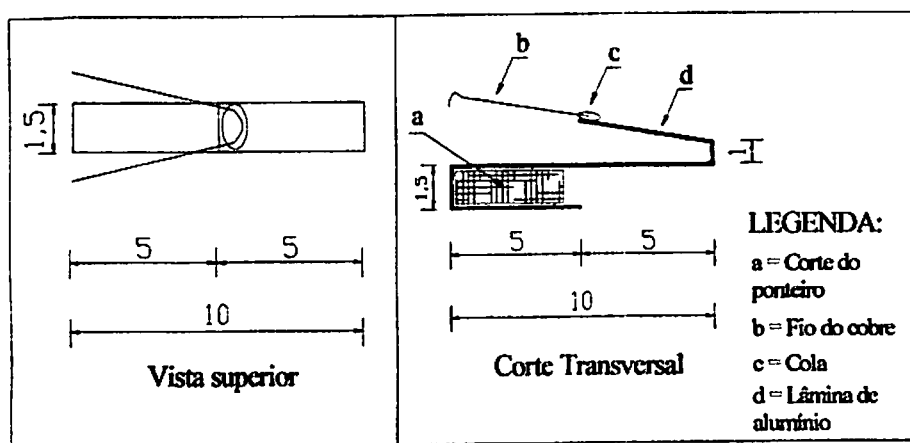 1,5
5
5
10
Vista superior
b
c
d
a
1
1,5
5
5
10
Corte Transversal
LEGENDA:
a = Corte do
ponteiro
b = Fio do cobre
c = Cola
d = Lâmina de
alumínio